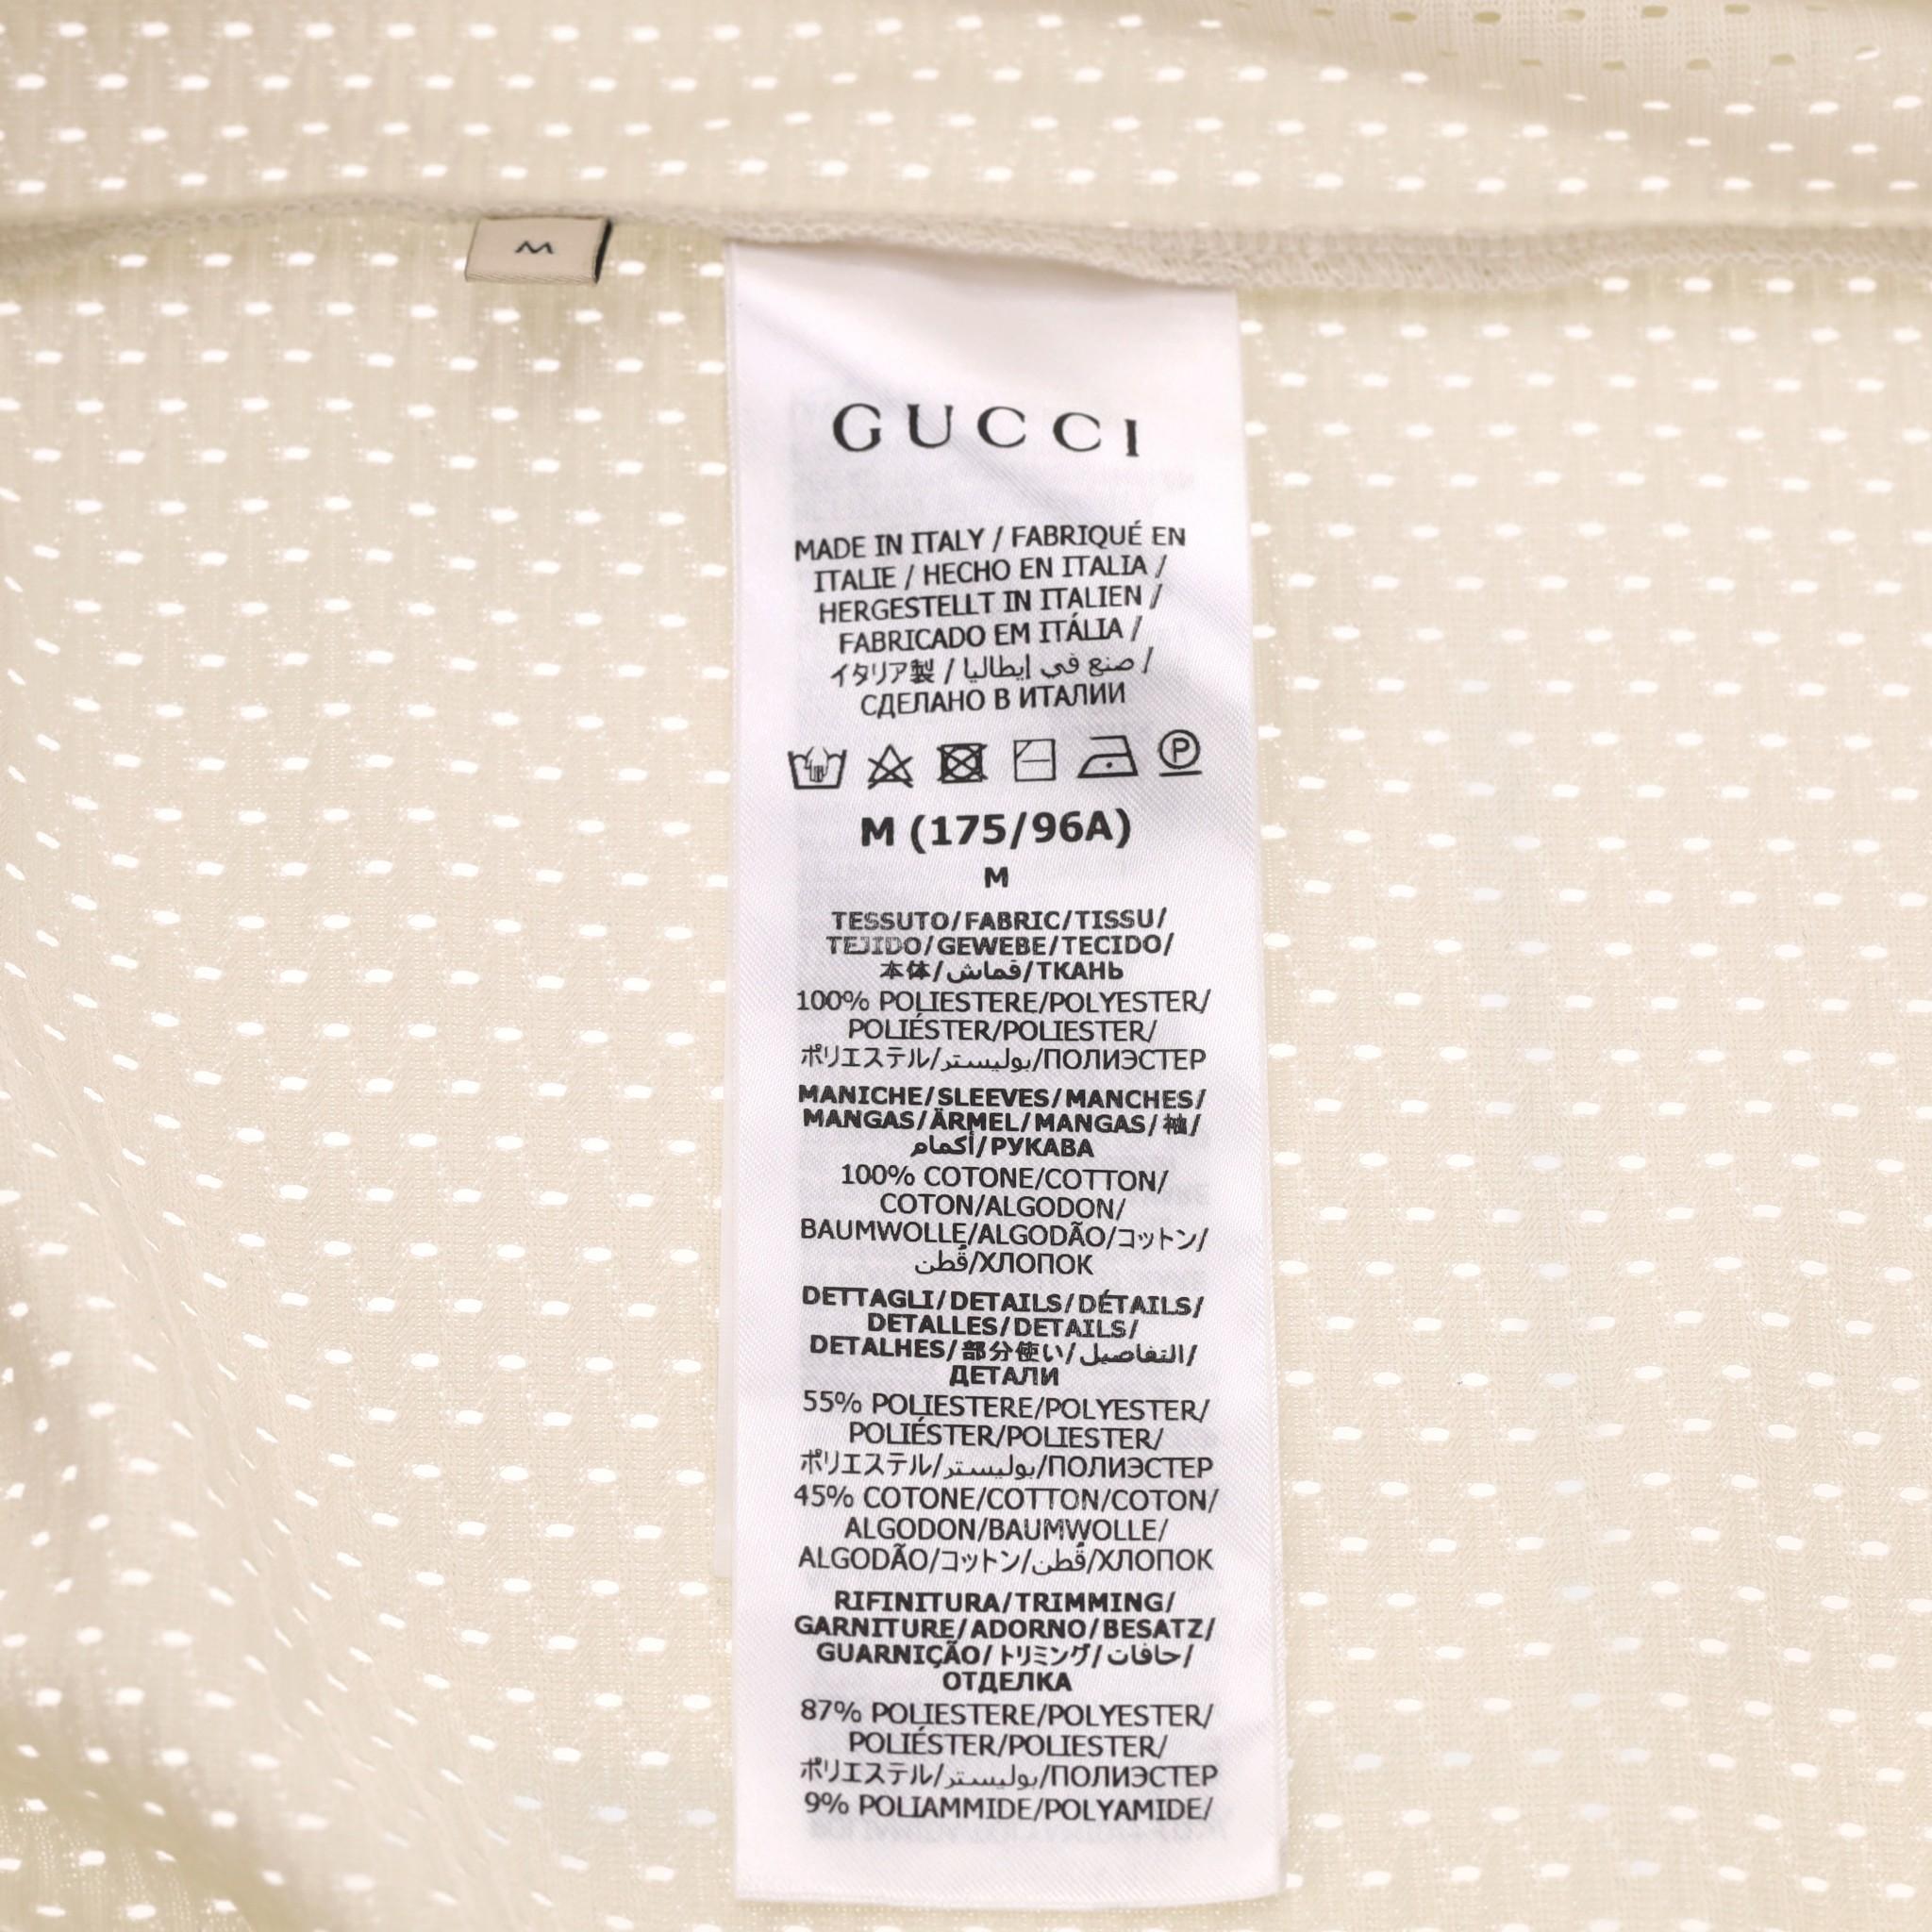 M
GUCCI
MADE IN ITALY / FABRIQUÉ EN
ITALIE / HECHO EN ITALIA /
HERGESTELLT IN ITALIEN /
FABRICADO EM ITÁLIA /
イタリア製 / صنع في إيطاليا /
СДЕЛАНО В ИТАЛИИ
P
M (175/96A)
M
TESSUTO/FABRIC/TISSU/
TEJIDO/GEWEBE/TECIDO/
本体/قماش/ТКАНЬ
100% POLIESTERE/POLYESTER/
POLIÉSTER/POLIESTER/
ポリエステル/بوليستر/ПОЛИЭСТЕР
MANICHE/SLEEVES/MANCHES/
MANGAS/ÄRMEL/MANGAS/袖/
أكمام/РУКАВА
100% COTONE/COTTON/
COTON/ALGODON/
BAUMWOLLE/ALGODÃO/コットン/
قُطن/ХЛОПОК
DETTAGLI/DETAILS/DÉTAILS/
DETALLES/DETAILS/
DETALHES/部分使い/التفاصيل/
ДЕТАЛИ
55% POLIESTERE/POLYESTER/
POLIÉSTER/POLIESTER/
ポリエステル/بوليستر/ПОЛИЭСТЕР
45% COTONE/COTTON/COTON/
ALGODON/BAUMWOLLE/
ALGODÃO/コットン/قُطن/ХЛОПОК
RIFINITURA/TRIMMING/
GARNITURE/ADORNO/BESATZ/
GUARNIÇÃO/トリミング/حافات/
ОТДЕЛКА
87% POLIESTERE/POLYESTER/
POLIÉSTER/POLIESTER/
ポリエステル/بوليستر/ПОЛИЭСТЕР
9% POLIAMMIDE/POLYAMIDE/